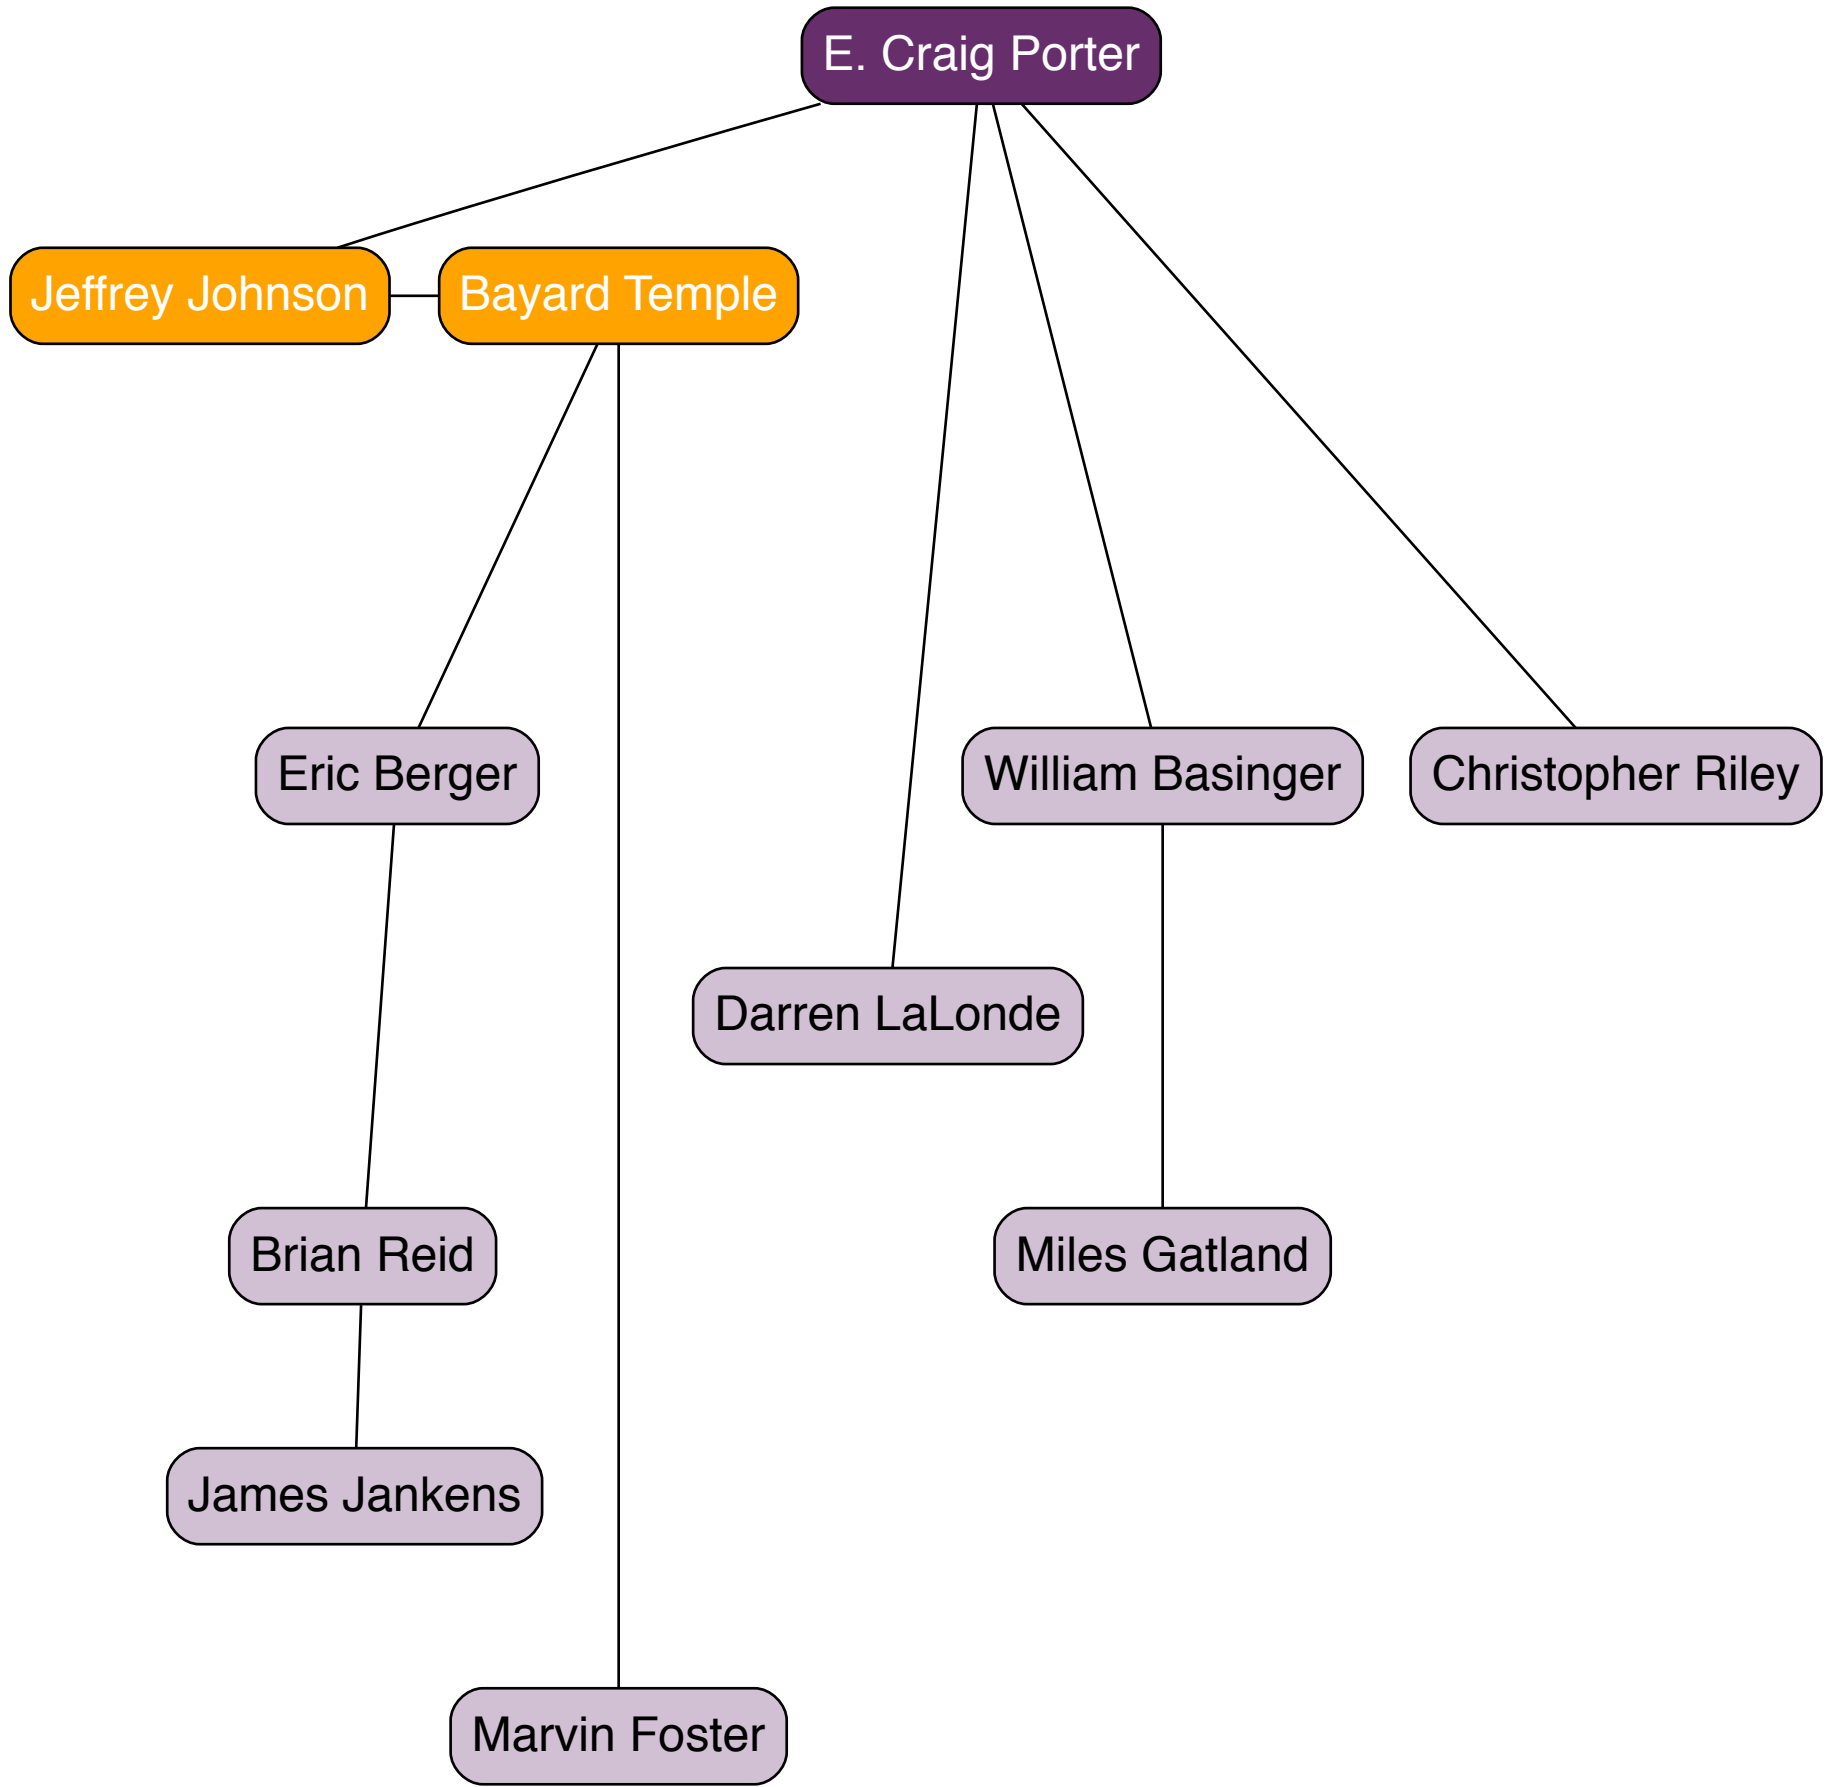 E. Craig Porter
Jeffrey Johnson
Bayard Temple
Eric Berger
William Basinger
Christopher Riley
Darren LaLonde
Brian Reid
Miles Gatland
James Jankens
Marvin Foster